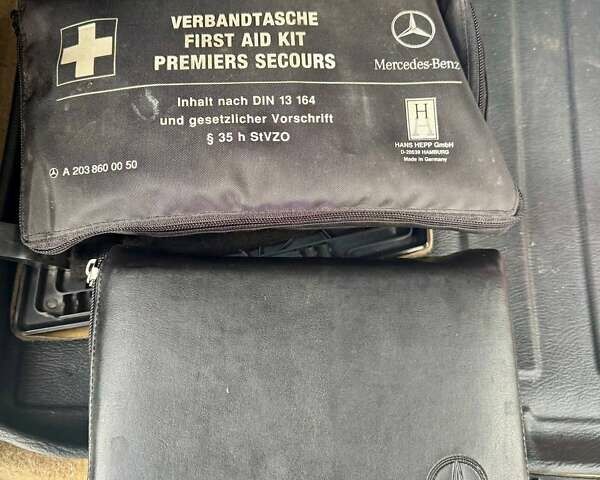 VERBANDTASCHE
FIRST AID KIT
PREMIERS SECOURS
Mercedes-Benz
Inhalt nach DIN 13 164
und gesetzlicher Vorschrift
§ 35 h StVZO
HANS HEPP GmbH
D-20539 HAMBURG
Made in Germany
A 203 860 00 50